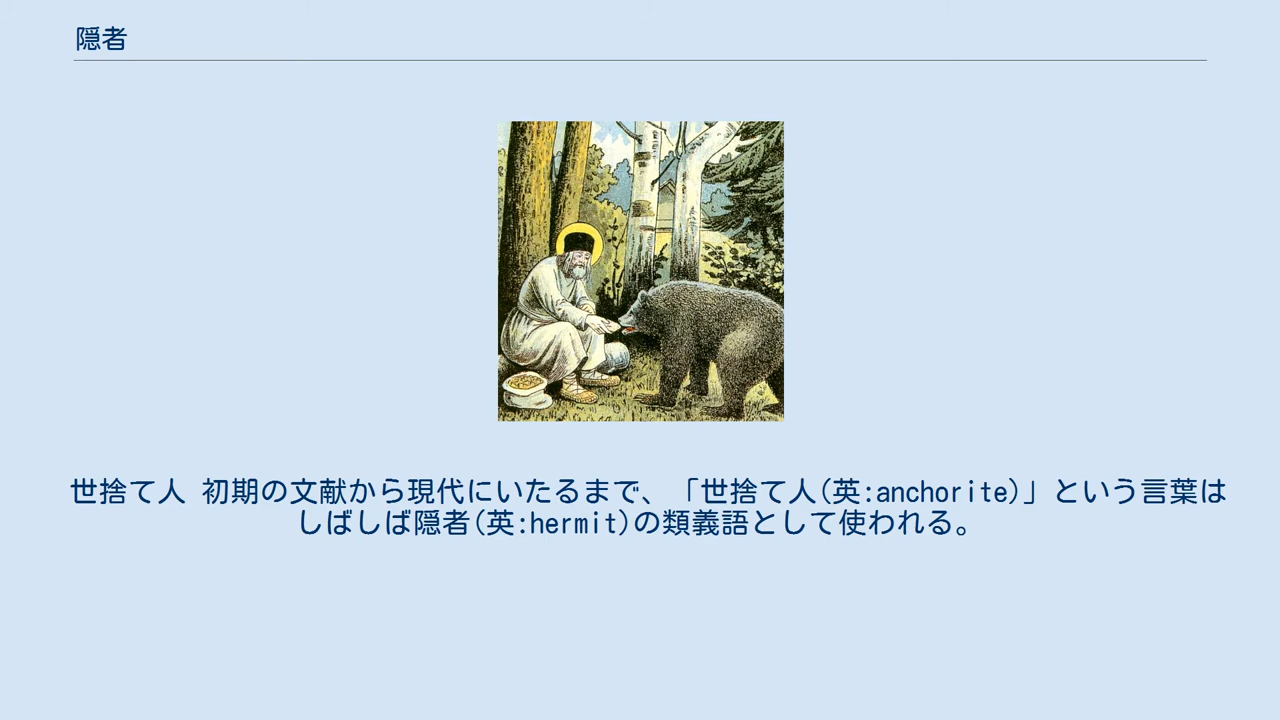 隠者
世捨て人 初期の文献から現代にいたるまで、「世捨て人(英:anchorite)」という言葉は
しばしば隠者(英:hermit)の類義語として使われる。